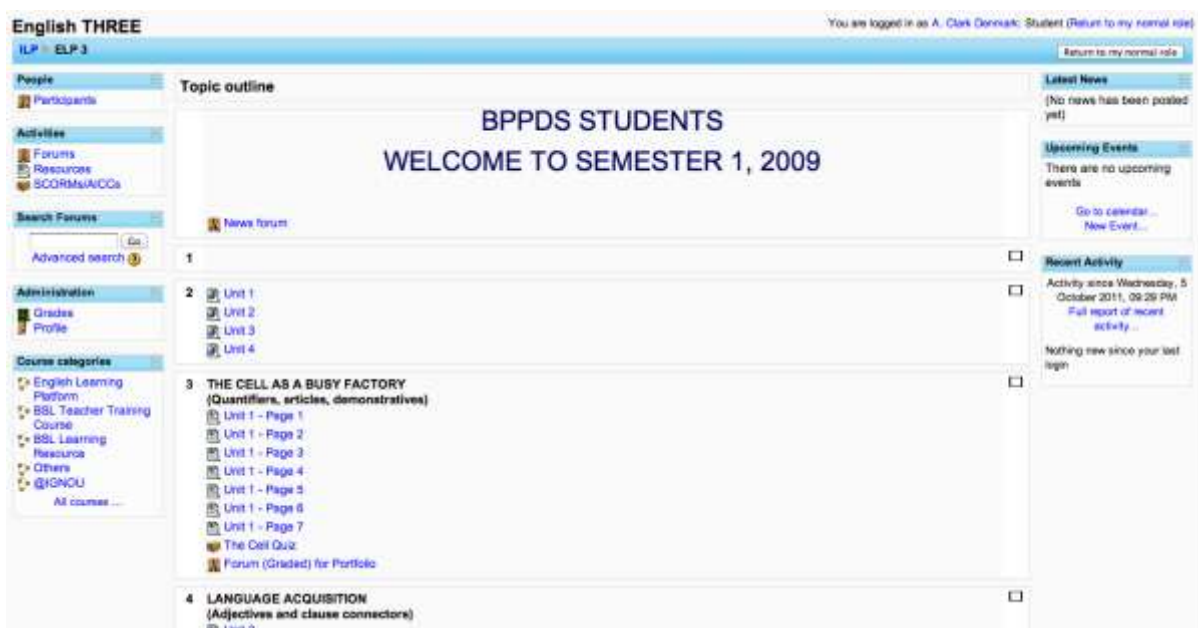 English THREE
You are logged in as A. Clark Denmark: Student (Return to my normal role)
ILP ELP 3
Return to my normal role
People
Participants
Activities
Forums
Resources
SCORMs/AICCs
Search Forums
Go
Advanced search
Administration
Grades
Profile
Course categories
English Learning
Platform
BSL Teacher Training
Course
BSL Learning
Resource
Others
@IGNOU
All courses ...
Topic outline
BPPDS STUDENTS
WELCOME TO SEMESTER 1, 2009
News forum
1
2 Unit 1
Unit 2
Unit 3
Unit 4
3 THE CELL AS A BUSY FACTORY
(Quantifiers, articles, demonstratives)
Unit 1 - Page 1
Unit 1 - Page 2
Unit 1 - Page 3
Unit 1 - Page 4
Unit 1 - Page 5
Unit 1 - Page 6
Unit 1 - Page 7
The Cell Quiz
Forum (Graded) for Portfolio
4 LANGUAGE ACQUISITION
(Adjectives and clause connectors)
Latest News
(No news has been posted
yet)
Upcoming Events
There are no upcoming
events
Go to calendar...
New Event...
Recent Activity
Activity since Wednesday, 5
October 2011, 09:29 PM
Full report of recent
activity...
Nothing new since your last
login